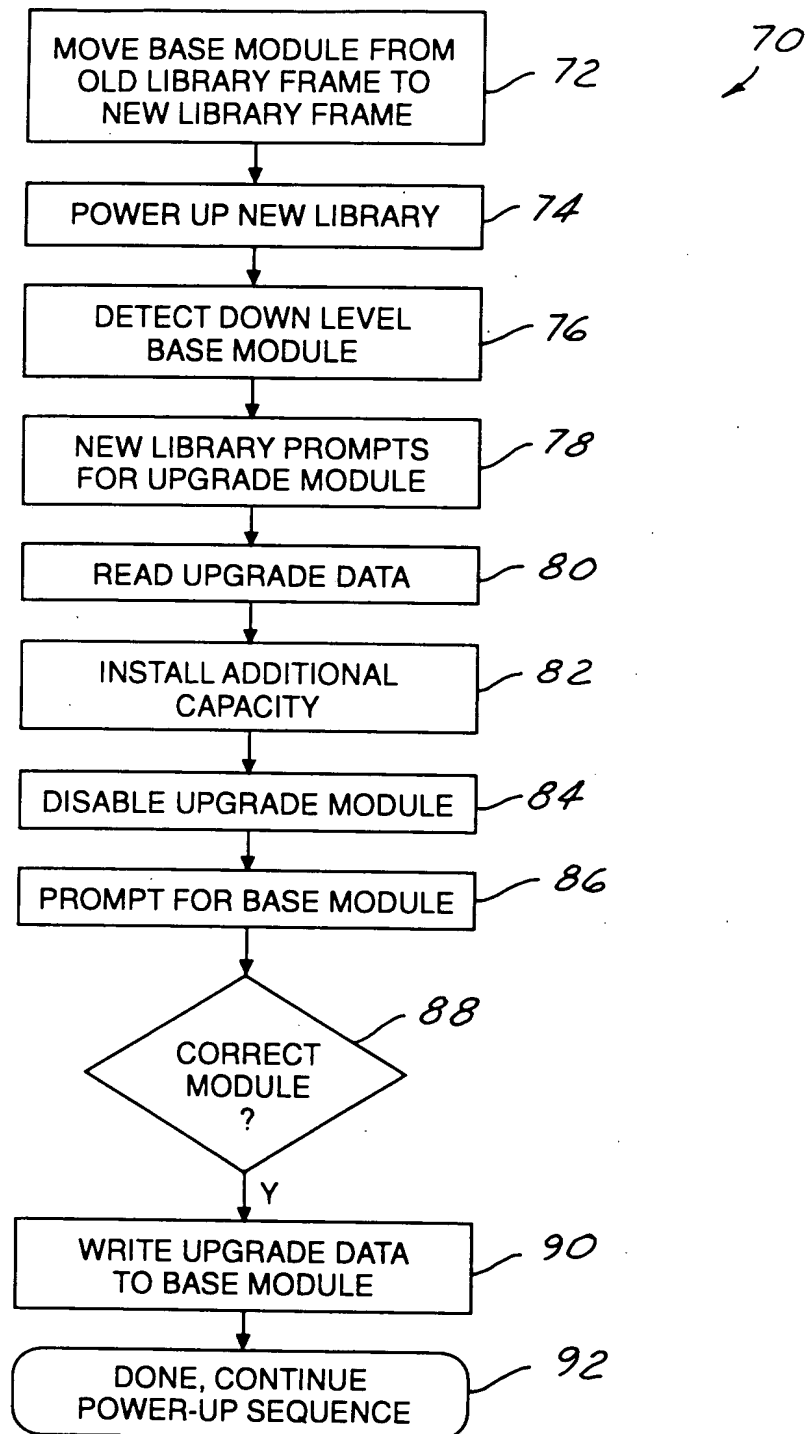 70
MOVE BASE MODULE FROM
OLD LIBRARY FRAME TO
NEW LIBRARY FRAME
72
POWER UP NEW LIBRARY
74
DETECT DOWN LEVEL
BASE MODULE
76
NEW LIBRARY PROMPTS
FOR UPGRADE MODULE
78
READ UPGRADE DATA
80
INSTALL ADDITIONAL
CAPACITY
82
DISABLE UPGRADE MODULE
84
PROMPT FOR BASE MODULE
86
CORRECT
MODULE
?
88
Y
WRITE UPGRADE DATA
TO BASE MODULE
90
DONE, CONTINUE
POWER-UP SEQUENCE
92